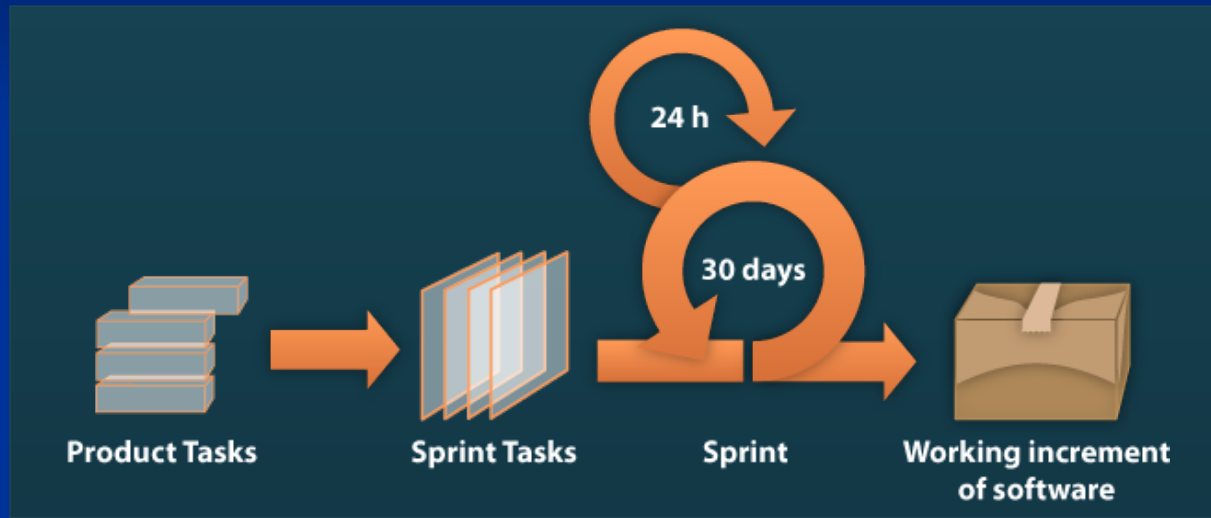 24 h
30 days
Product Tasks
Sprint Tasks
Sprint
Working increment
of software